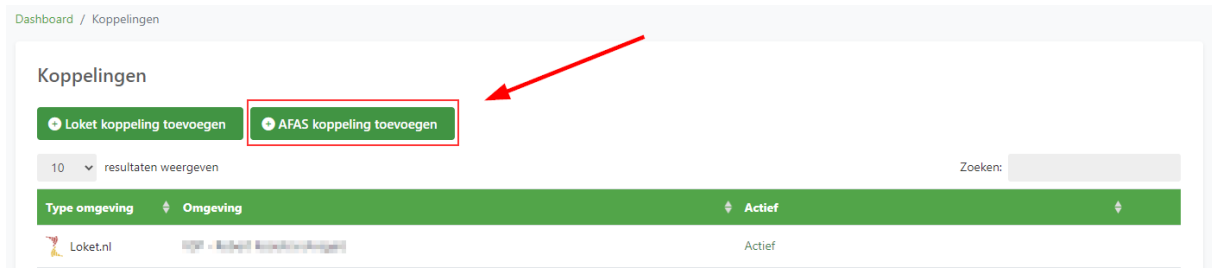 Dashboard / Koppelingen
Koppelingen
Loket koppeling toevoegen AFAS koppeling toevoegen
10 resultaten weergeven Zoeken:
Type omgeving Omgeving Actief
Loket.nl Actief